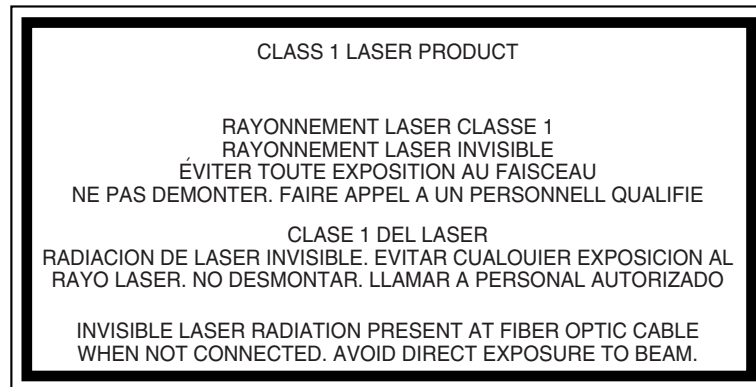 CLASS 1 LASER PRODUCT
RAYONNEMENT LASER CLASSE 1
RAYONNEMENT LASER INVISIBLE
ÉVITER TOUTE EXPOSITION AU FAISCEAU
NE PAS DEMONTER. FAIRE APPEL A UN PERSONNELL QUALIFIE
CLASE 1 DEL LASER
RADIACION DE LASER INVISIBLE. EVITAR CUALOUIER EXPOSICION AL
RAYO LASER. NO DESMONTAR. LLAMAR A PERSONAL AUTORIZADO
INVISIBLE LASER RADIATION PRESENT AT FIBER OPTIC CABLE
WHEN NOT CONNECTED. AVOID DIRECT EXPOSURE TO BEAM.